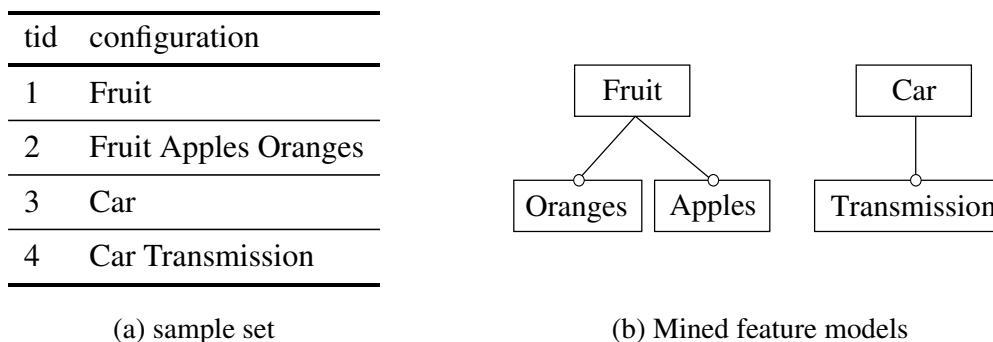 tid configuration
1 Fruit
2 Fruit Apples Oranges
3 Car
4 Car Transmission
(a) sample set
Fruit
Car
Oranges
Apples
Transmission
(b) Mined feature models